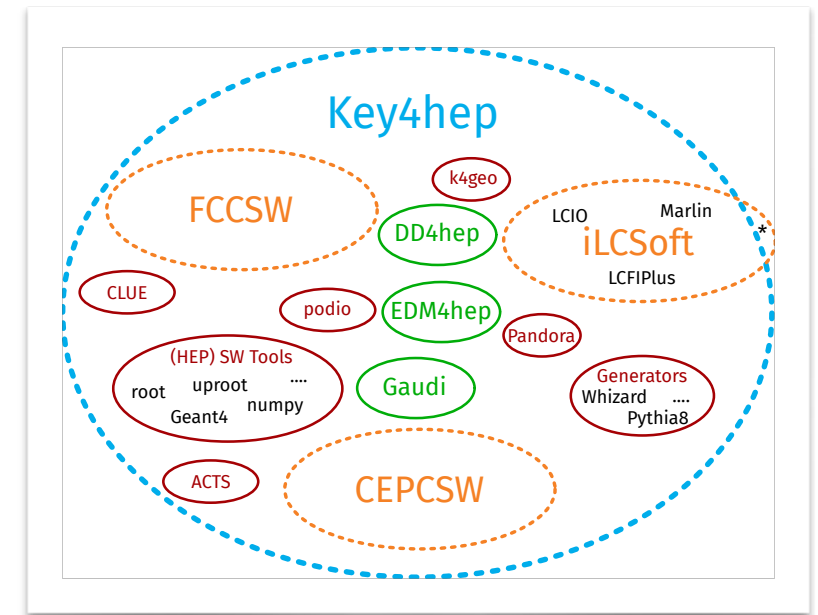 Key4hep
k4geo
FCCSW
LCIO
Marlin
DD4hep
iLCSoft
*
LCFIPlus
CLUE
podio
EDM4hep
Pandora
(HEP) SW Tools
root
uproot
....
Geant4
numpy
Gaudi
Generators
Whizard
....
Pythia8
ACTS
CEPCSW